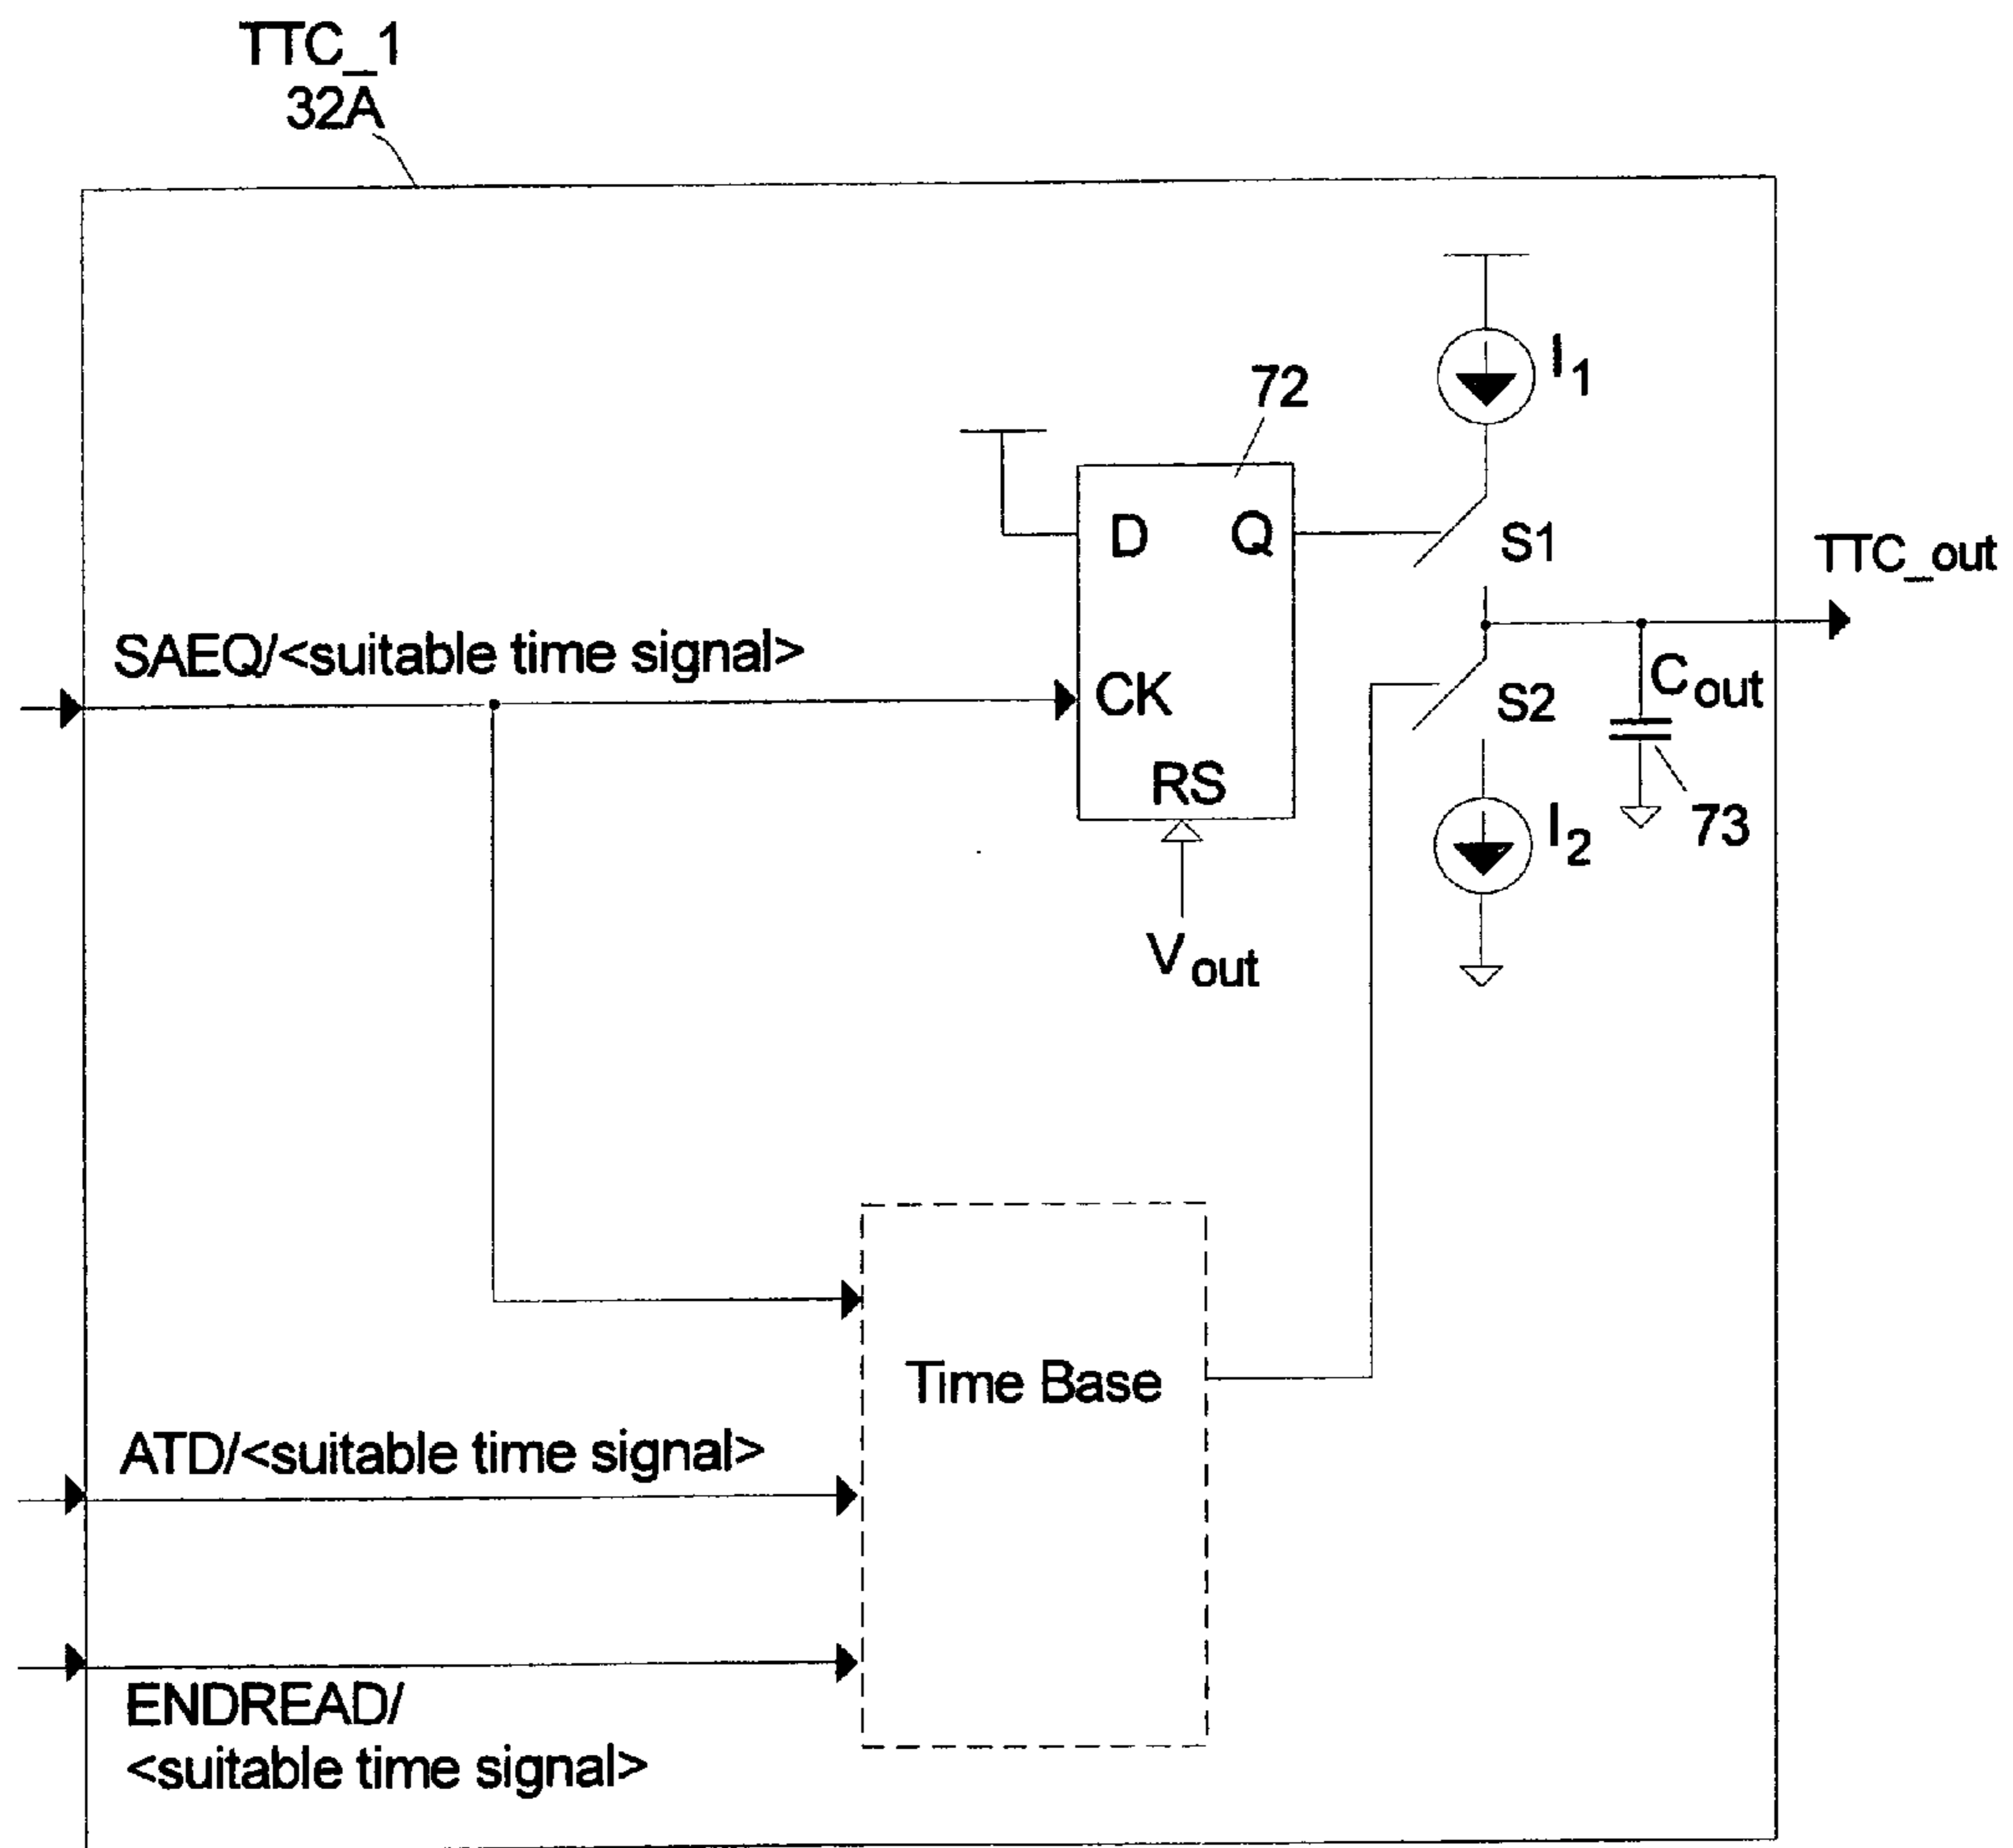 TTC_1
32A
I1
72
D Q
S1
TTC_out
SAEQ/<suitable time signal>
CK
S2
Cout
RS
I2
73
Vout
Time Base
ATD/<suitable time signal>
ENDREAD/
<suitable time signal>